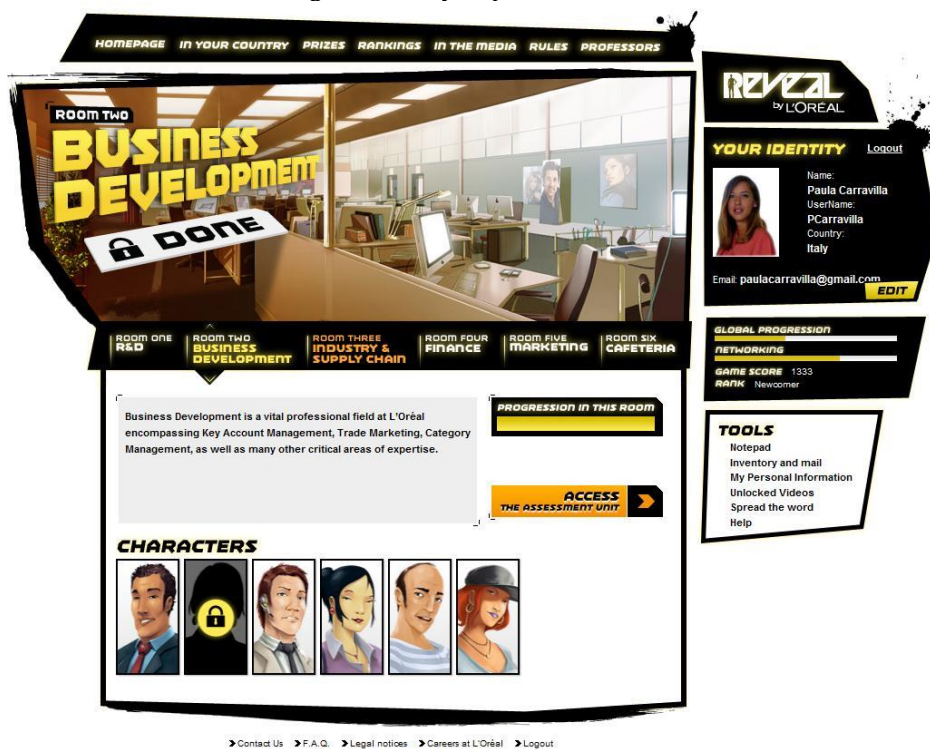 HOMEPAGE IN YOUR COUNTRY PRIZES RANKINGS IN THE MEDIA RULES PROFESSORS
REVEAL
by L'ORÉAL
ROOM TWO
BUSINESS
DEVELOPMENT
DONE
YOUR IDENTITY Logout
Name:
Paula Carravilla
UserName:
PCarravilla
Country:
Italy
Email: paulacarravilla@gmail.com
EDIT
ROOM ONE
R&D
ROOM TWO
BUSINESS
DEVELOPMENT
ROOM THREE
INDUSTRY &
SUPPLY CHAIN
ROOM FOUR
FINANCE
ROOM FIVE
MARKETING
ROOM SIX
CAFETERIA
GLOBAL PROGRESSION
NETWORKING
GAME SCORE 1333
RANK Newcomer
Business Development is a vital professional field at L'Oréal
encompassing Key Account Management, Trade Marketing, Category
Management, as well as many other critical areas of expertise.
PROGRESSION IN THIS ROOM
ACCESS
THE ASSESSMENT UNIT
TOOLS
Notepad
Inventory and mail
My Personal Information
Unlocked Videos
Spread the word
Help
CHARACTERS
Contact Us F.A.Q. Legal notices Careers at L'Oréal Logout